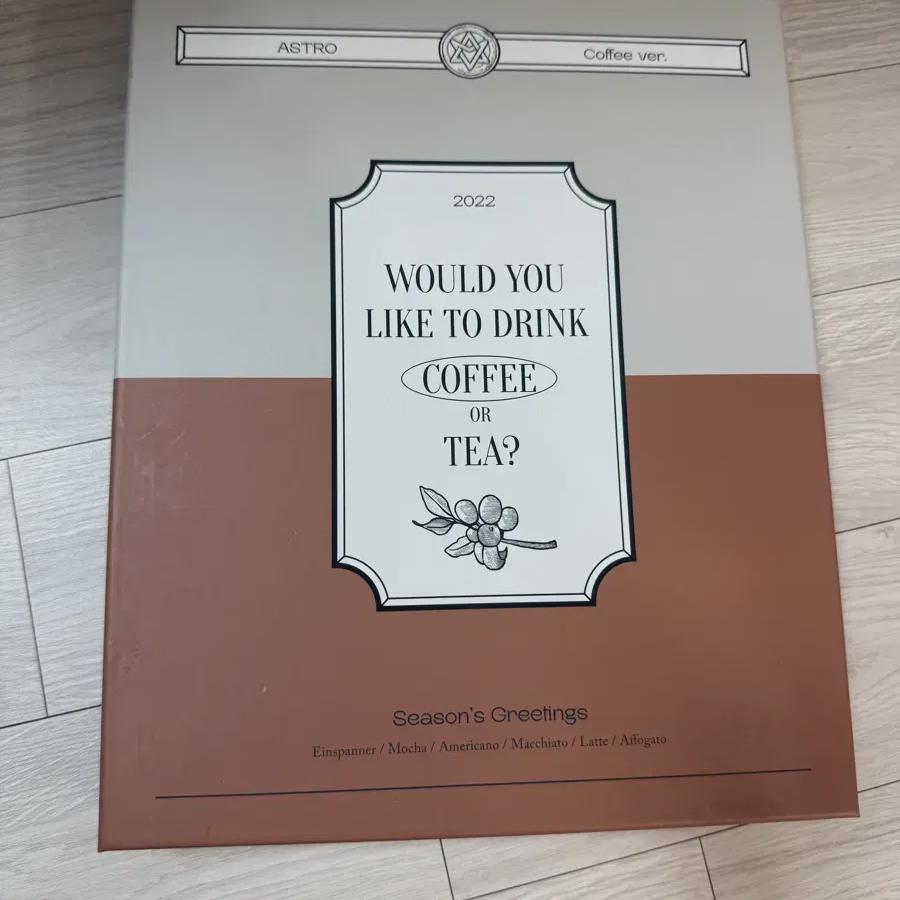 ASTRO
Coffee ver.
2022
WOULD YOU
LIKE TO DRINK
COFFEE
OR
TEA?
Season's Greetings
Einspanner / Mocha / Americano / Macchiato / Latte / Affogato